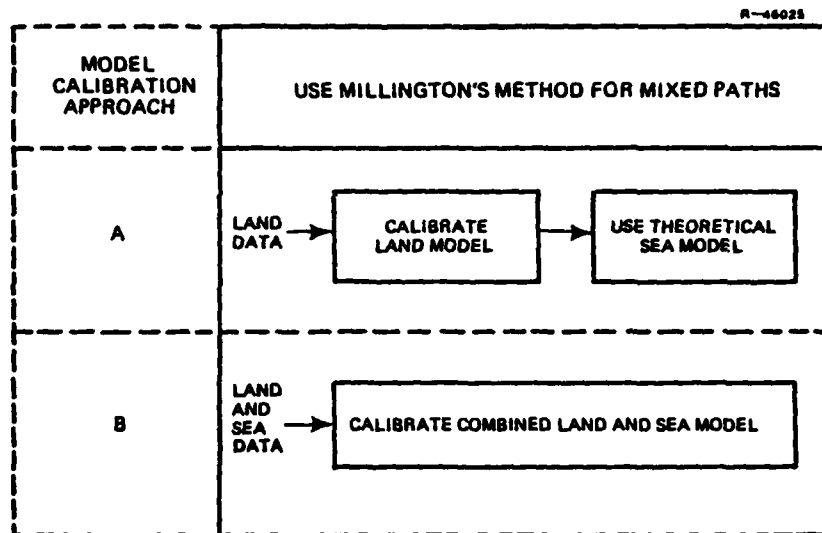 R-46025
MODEL
CALIBRATION
APPROACH
USE MILLINGTON'S METHOD FOR MIXED PATHS
A
LAND
DATA
CALIBRATE
LAND MODEL
USE THEORETICAL
SEA MODEL
B
LAND
AND
SEA
DATA
CALIBRATE COMBINED LAND AND SEA MODEL